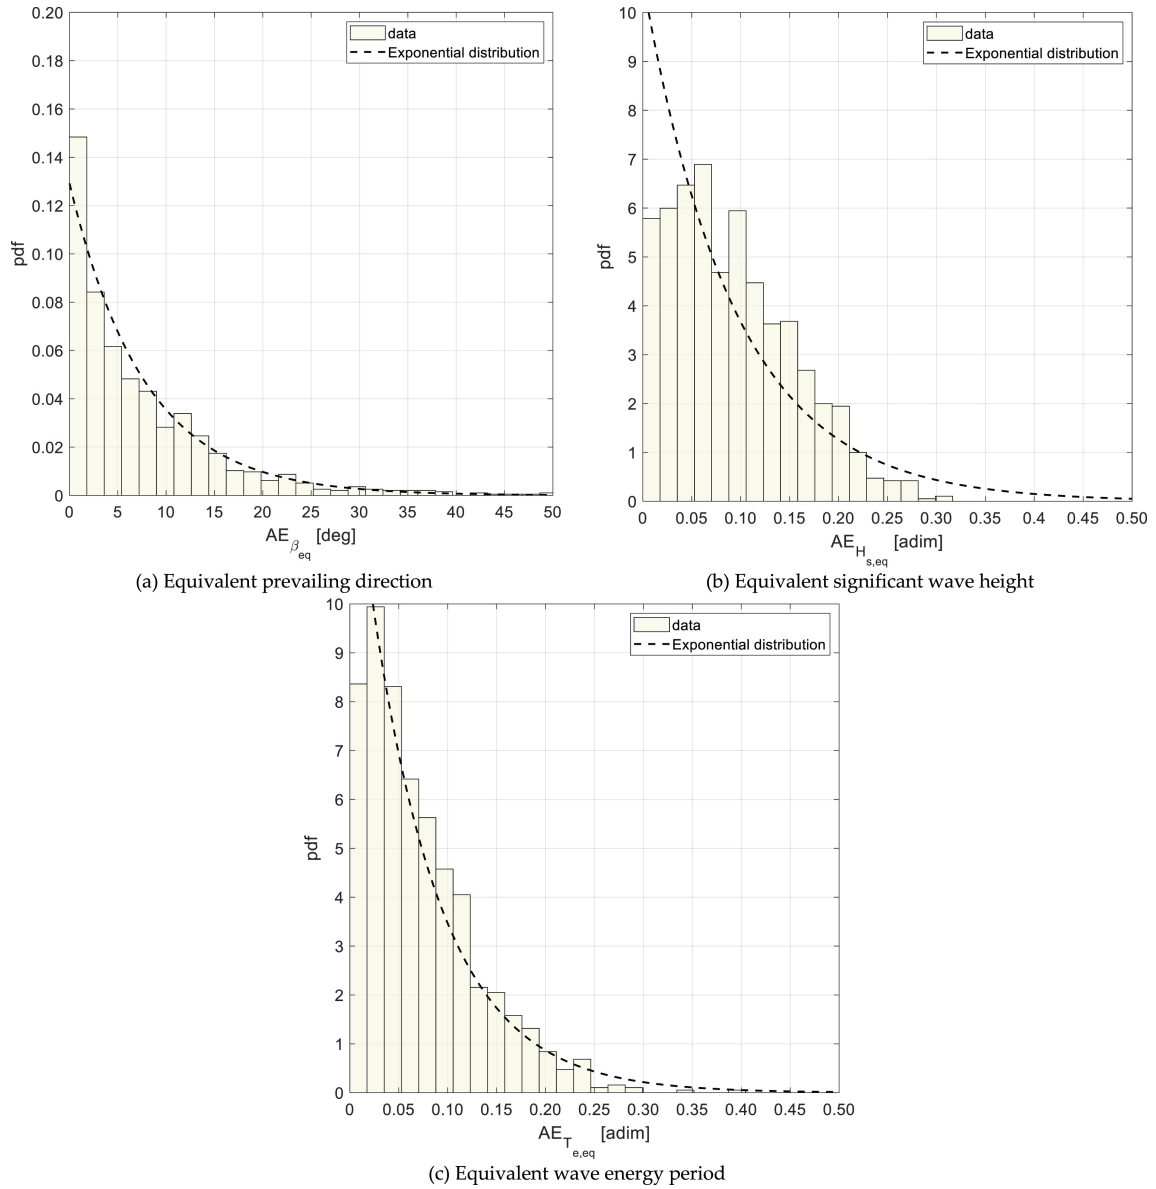 0.20
0.18
0.16
0.14
0.12
0.10
0.08
0.06
0.04
0.02
0
pdf
data
Exponential distribution
0 5 10 15 20 25 30 35 40 45 50
AE β eq [deg]
(a) Equivalent prevailing direction
10
9
8
7
6
5
4
3
2
1
0
pdf
data
Exponential distribution
0 0.05 0.10 0.15 0.20 0.25 0.30 0.35 0.40 0.45 0.50
AE H s,eq [adim]
(b) Equivalent significant wave height
10
9
8
7
6
5
4
3
2
1
0
pdf
data
Exponential distribution
0 0.05 0.10 0.15 0.20 0.25 0.30 0.35 0.40 0.45 0.50
AE T e,eq [adim]
(c) Equivalent wave energy period